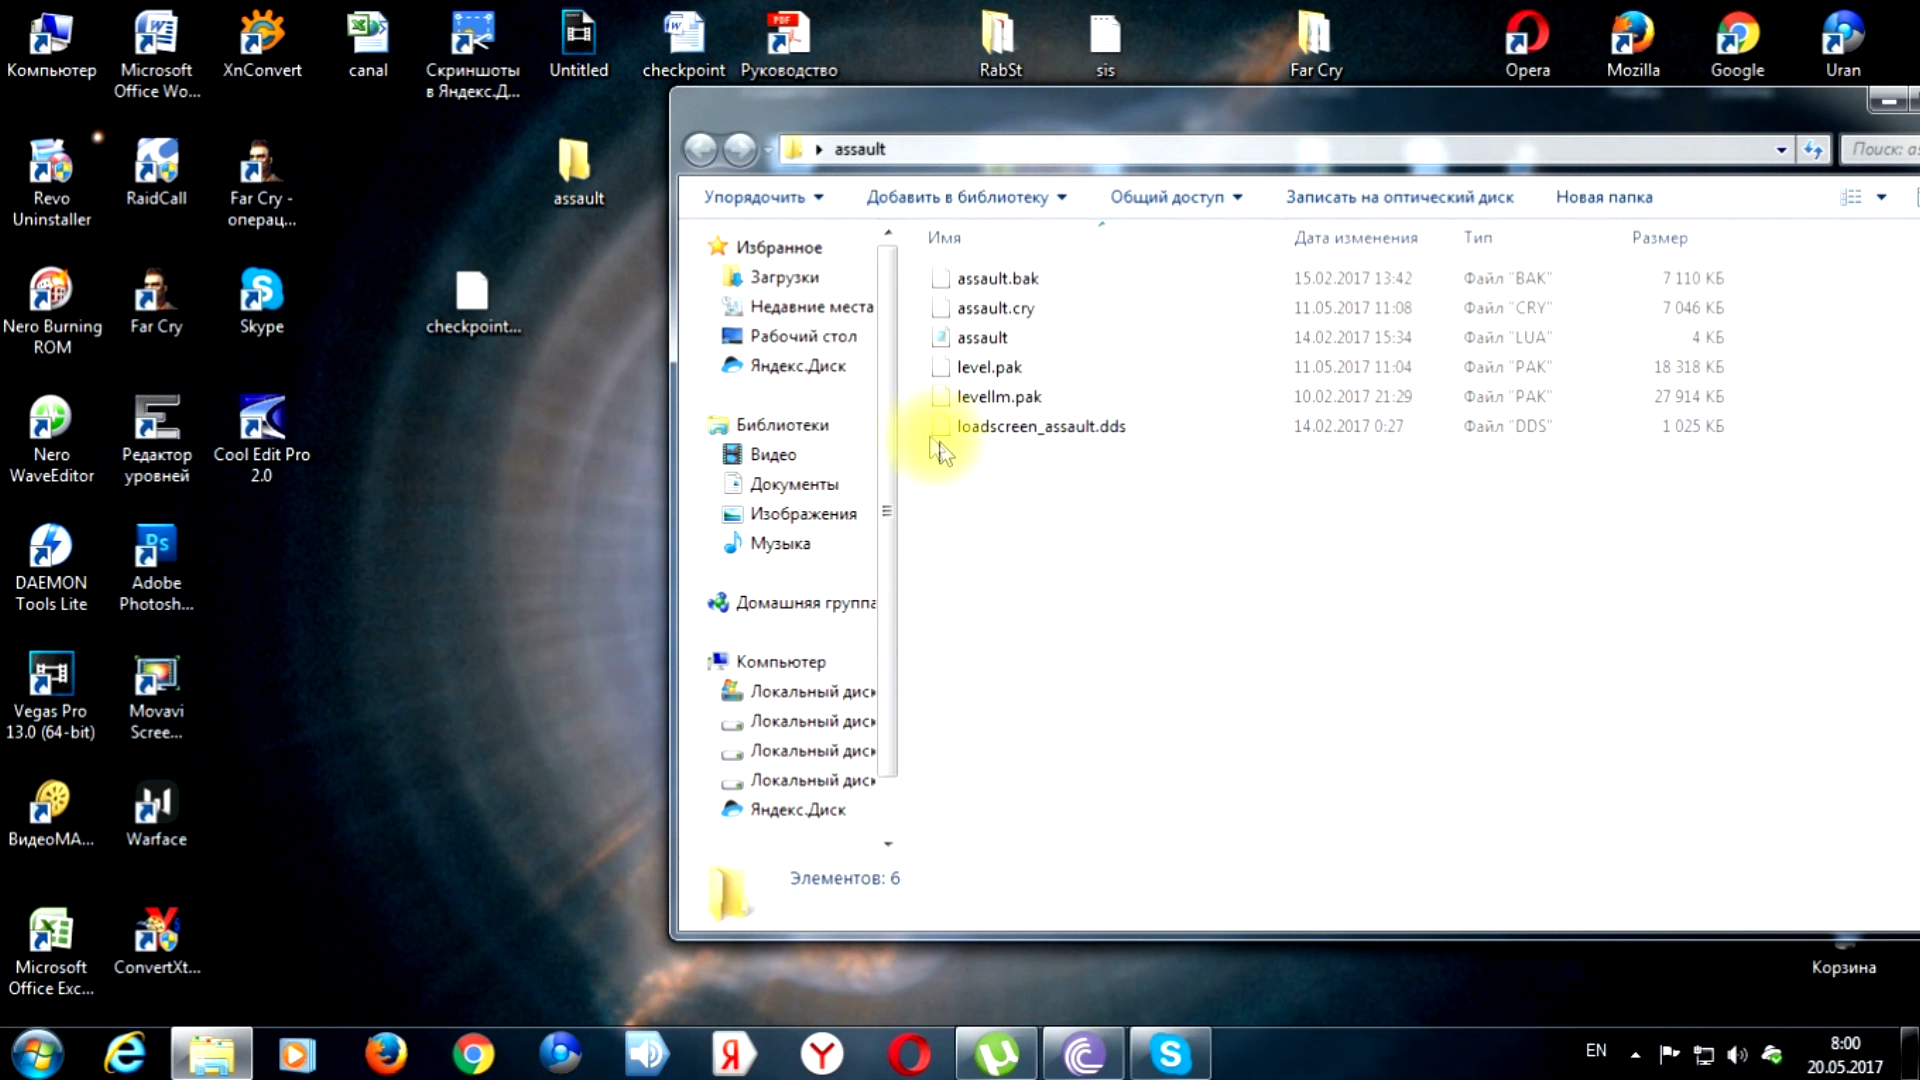 Компьютер
Microsoft
Office Wo...
XnConvert
canal
Скриншоты
в Яндекс.Д...
Untitled
checkpoint
Руководство
RabSt
sis
Far Cry
Opera
Mozilla
Google
Uran
Revo
Uninstaller
RaidCall
Far Cry -
операц...
assault
Nero Burning
ROM
Far Cry
Skype
checkpoint...
Nero
WaveEditor
Редактор
уровней
Cool Edit Pro
2.0
DAEMON
Tools Lite
Adobe
Photosh...
Vegas Pro
13.0 (64-bit)
Movavi
Scree...
ВидеоМА...
Warface
Microsoft
Office Exc...
ConvertXt...
assault
Поиск: as
Упорядочить
Добавить в библиотеку
Общий доступ
Записать на оптический диск
Новая папка
Избранное
Загрузки
Недавние места
Рабочий стол
Яндекс.Диск
Библиотеки
Видео
Документы
Изображения
Музыка
Домашняя группа
Компьютер
Локальный диск
Локальный диск
Локальный диск
Локальный диск
Яндекс.Диск
Имя Дата изменения Тип Размер
assault.bak 15.02.2017 13:42 Файл "BAK" 7 110 КБ
assault.cry 11.05.2017 11:08 Файл "CRY" 7 046 КБ
assault 14.02.2017 15:34 Файл "LUA" 4 КБ
level.pak 11.05.2017 11:04 Файл "PAK" 18 318 КБ
levellm.pak 10.02.2017 21:29 Файл "PAK" 27 914 КБ
loadscreen_assault.dds 14.02.2017 0:27 Файл "DDS" 1 025 КБ
Элементов: 6
Корзина
EN
8:00
20.05.2017